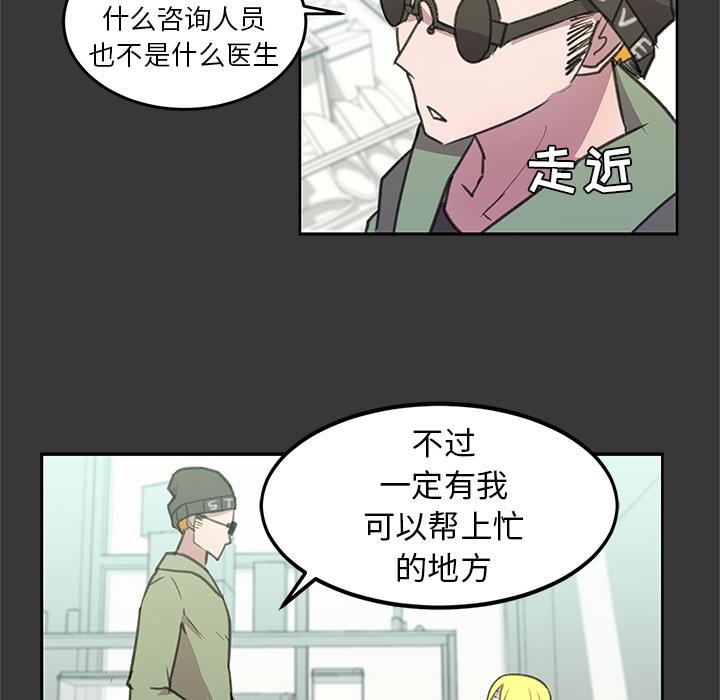 什么咨询人员
也不是什么医生
走近
不过
一定有我
可以帮上忙
的地方
ST